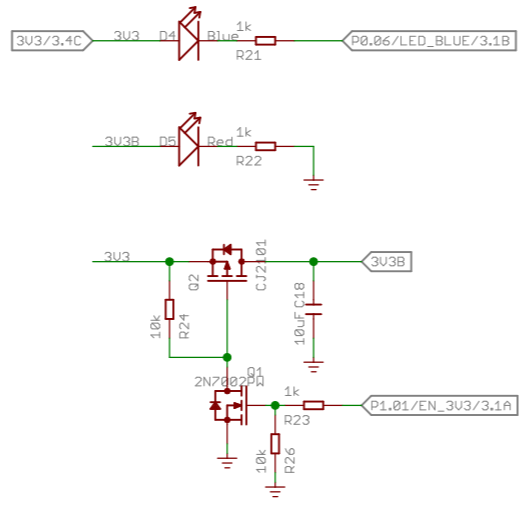 1k
3V3/3.4C 3V3 D4 Blue P0.06/LED_BLUE/3.1B
R21
1k
3V3B D5 Red
R22
3V3 3V3B
Q2
CJ2101
C18
10uF
10k
R24
Q1
2N7002PW
1k
P1.01/EN_3V3/3.1A
R23
10k
R26